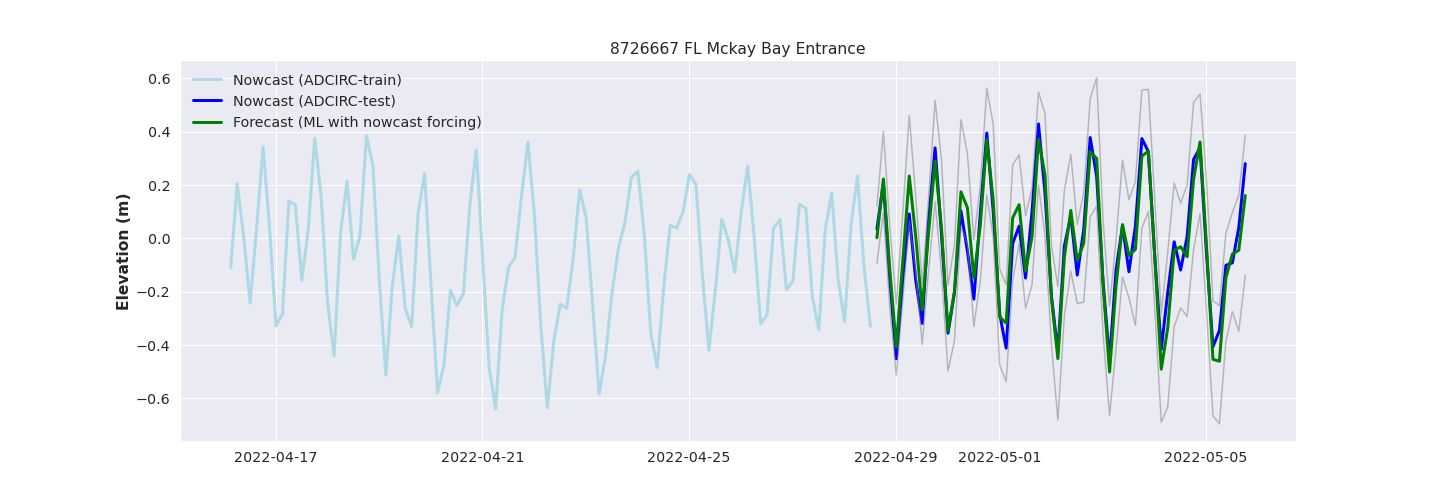 8726667 FL Mckay Bay Entrance
Nowcast (ADCIRC-train)
Nowcast (ADCIRC-test)
Forecast (ML with nowcast forcing)
Elevation (m)
0.6
0.4
0.2
0.0
−0.2
−0.4
−0.6
2022-04-17 2022-04-21 2022-04-25 2022-04-29 2022-05-01 2022-05-05